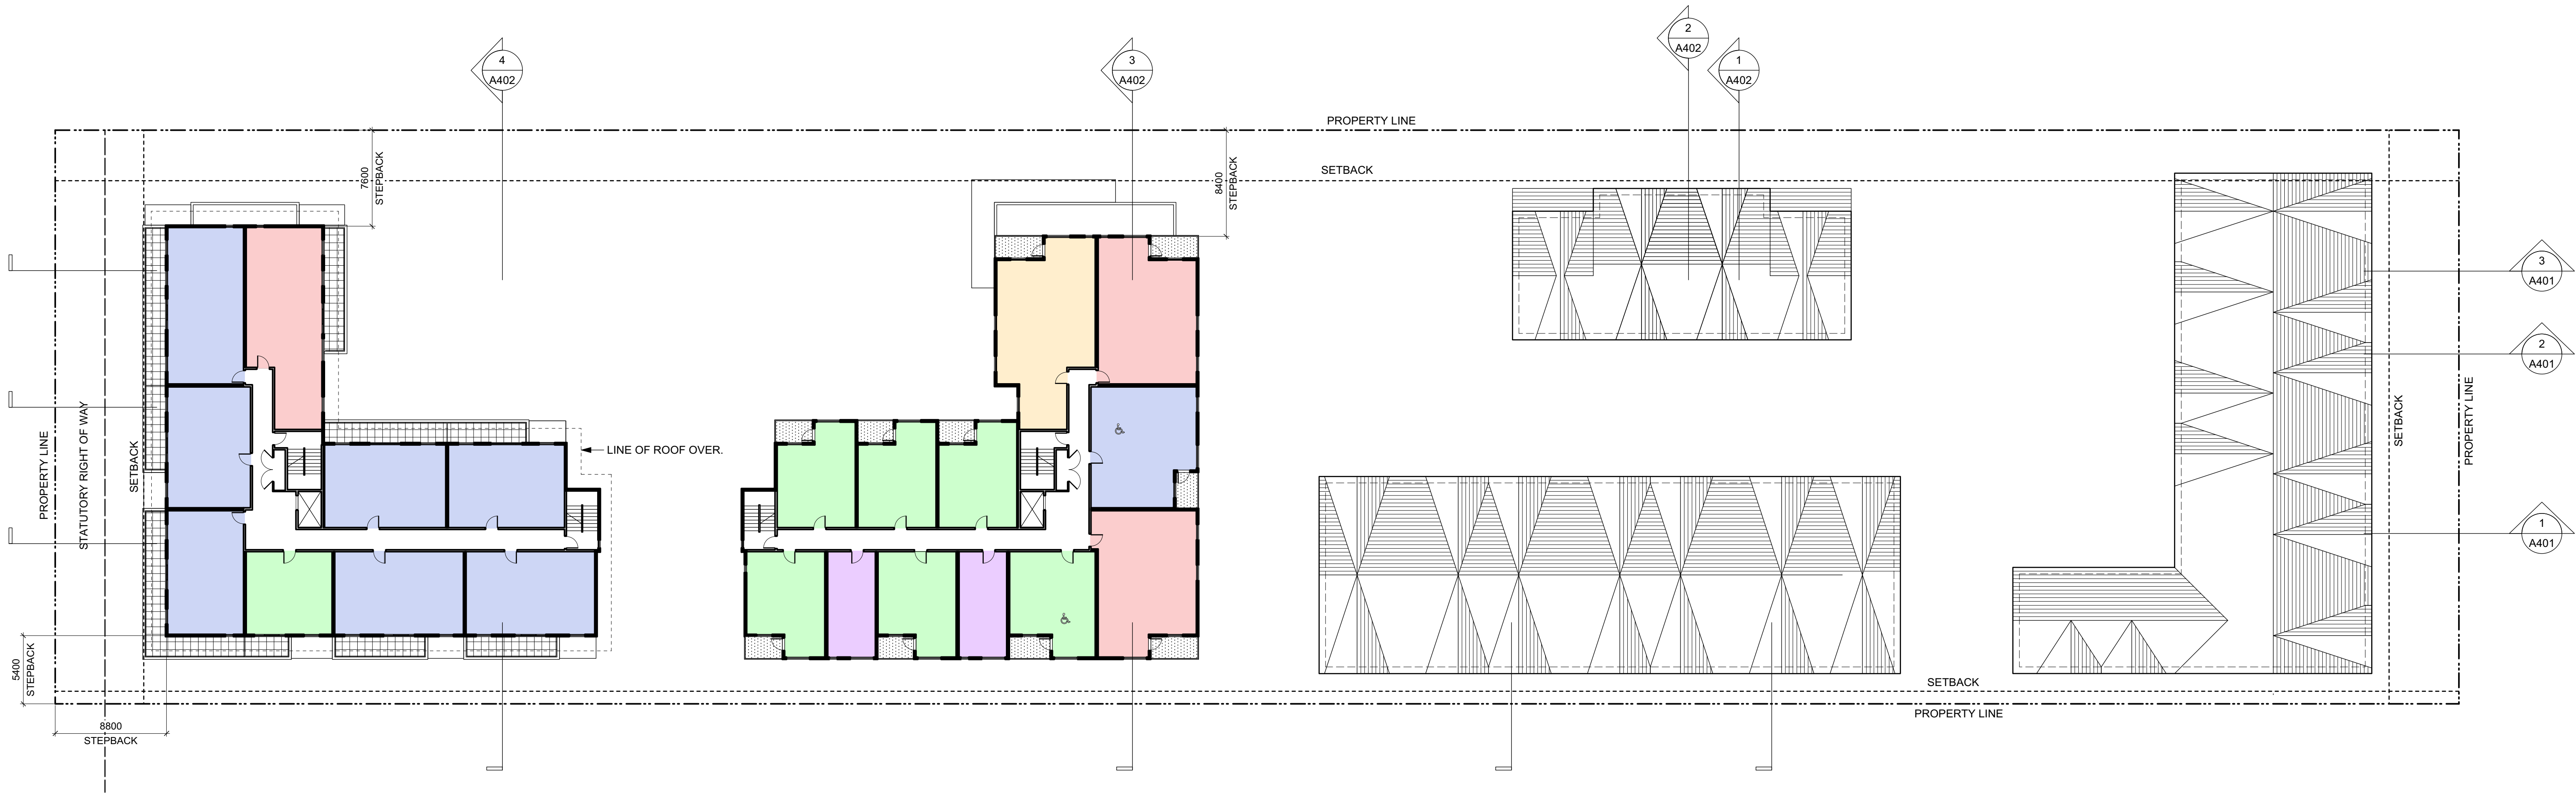 2
A402
4
A402
3
A402
1
A402
PROPERTY LINE
SETBACK
7600
STEPBACK
8400
STEPBACK
3
A401
2
A401
1
A401
PROPERTY LINE
STATUTORY RIGHT OF WAY
SETBACK
LINE OF ROOF OVER.
SETBACK
PROPERTY LINE
5400
STEPBACK
SETBACK
PROPERTY LINE
8800
STEPBACK